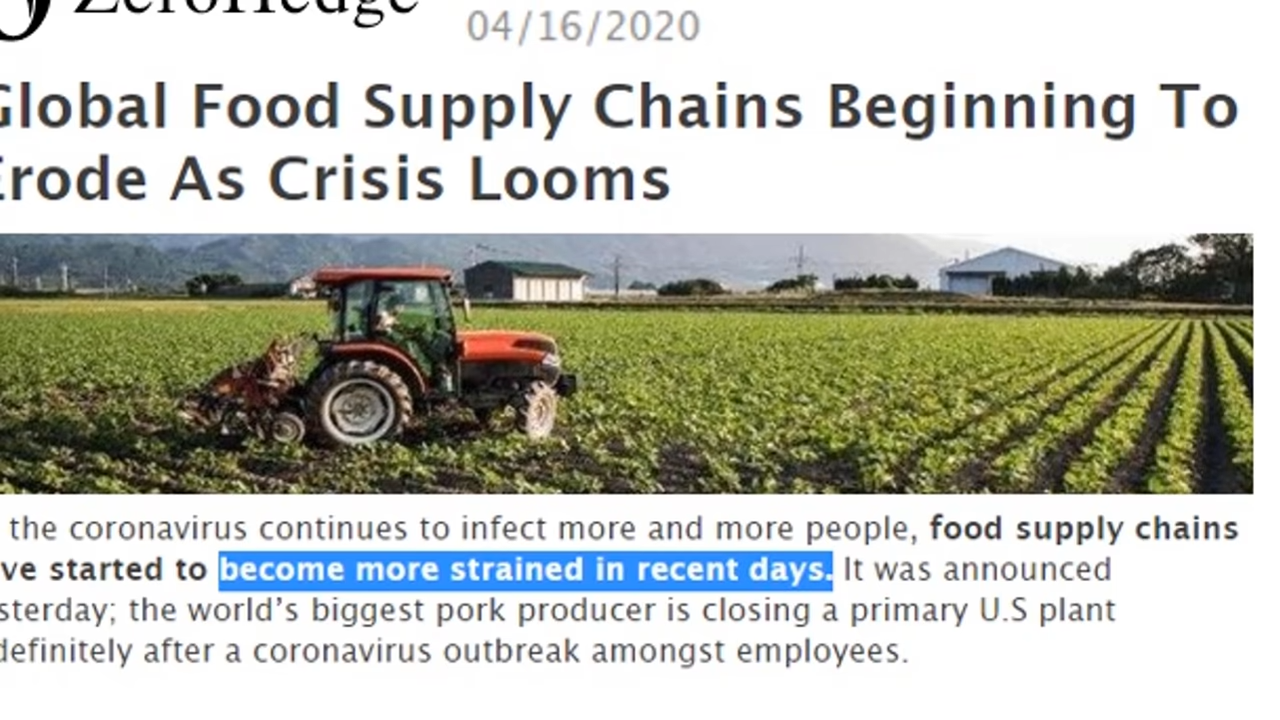 ZeroHedge
04/16/2020
Global Food Supply Chains Beginning To
Erode As Crisis Looms
the coronavirus continues to infect more and more people, food supply chains
ve started to become more strained in recent days. It was announced
sterday; the world's biggest pork producer is closing a primary U.S plant
definitely after a coronavirus outbreak amongst employees.